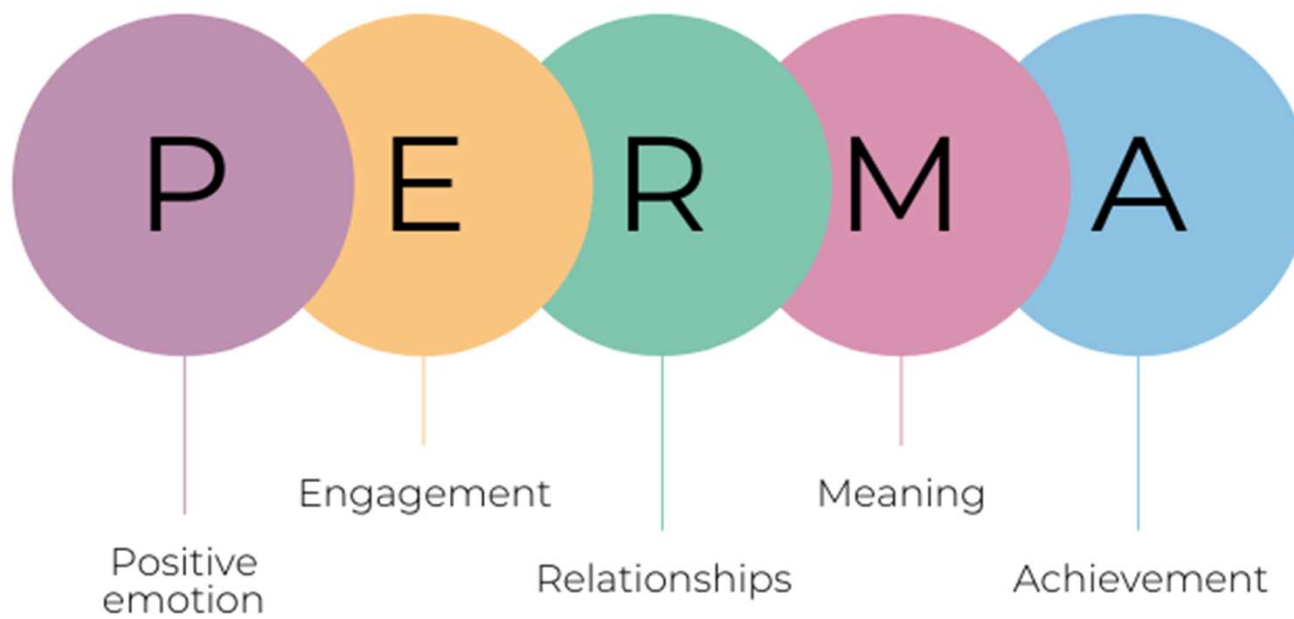 P E R M A
Engagement
Meaning
Positive
emotion
Relationships
Achievement